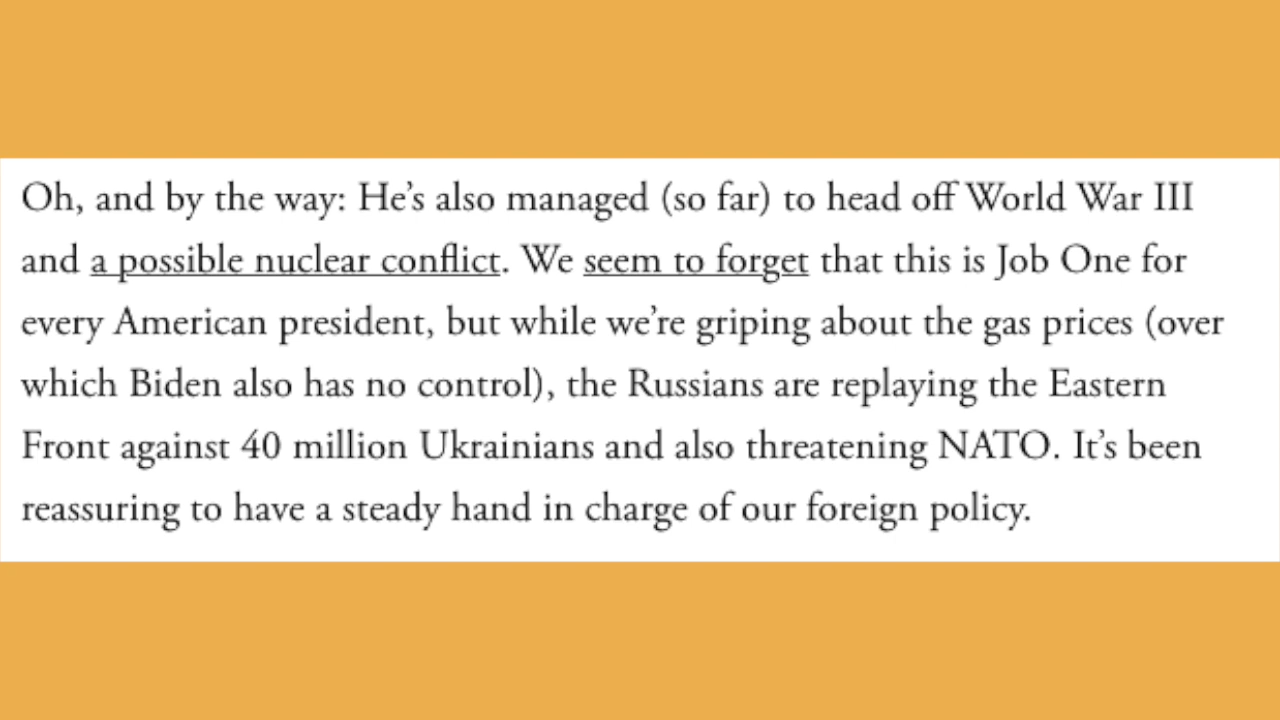 Oh, and by the way: He’s also managed (so far) to head off World War III
and a possible nuclear conflict. We seem to forget that this is Job One for
every American president, but while we’re griping about the gas prices (over
which Biden also has no control), the Russians are replaying the Eastern
Front against 40 million Ukrainians and also threatening NATO. It’s been
reassuring to have a steady hand in charge of our foreign policy.